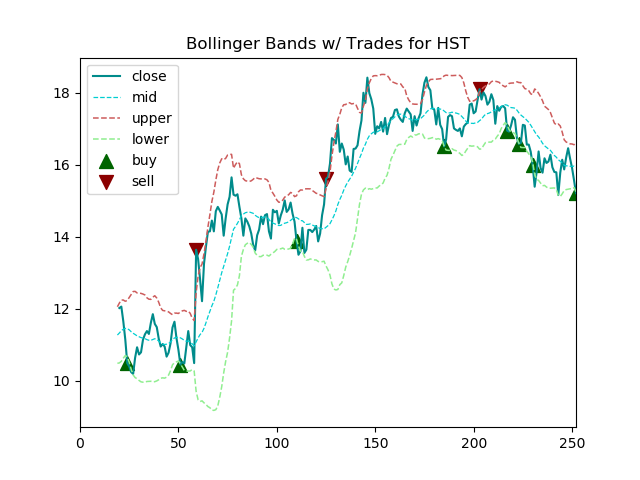 Bollinger Bands w/ Trades for HST
close
mid
upper
lower
buy
sell
18
16
14
12
10
0 50 100 150 200 250